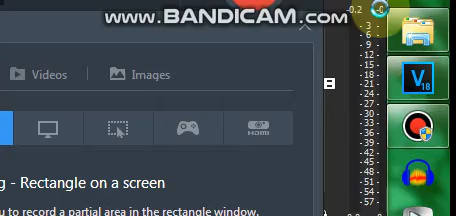 www.BANDICAM.com
Videos Images
HDMI
g - Rectangle on a screen
u to record a partial area in the rectangle window.
-0.2 -0
- 3 -
- 6 -
- 9 -
-12-
-15-
-18-
-21-
-24-
-27-
-30-
-33-
-36-
-39-
-42-
-45-
-48-
-51-
-54-
-57-
V
18